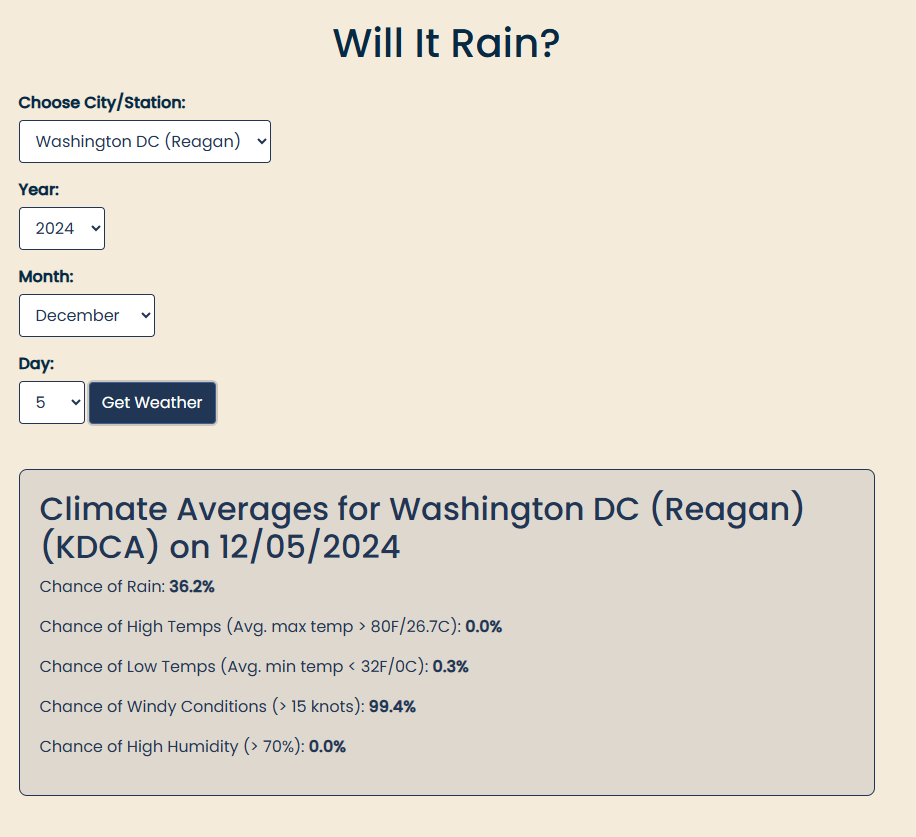 Will It Rain?
Choose City/Station:
Washington DC (Reagan)
Year:
2024
Month:
December
Day:
5
Get Weather
Climate Averages for Washington DC (Reagan)
(KDCA) on 12/05/2024
Chance of Rain: 36.2%
Chance of High Temps (Avg. max temp > 80F/26.7C): 0.0%
Chance of Low Temps (Avg. min temp < 32F/0C): 0.3%
Chance of Windy Conditions (> 15 knots): 99.4%
Chance of High Humidity (> 70%): 0.0%